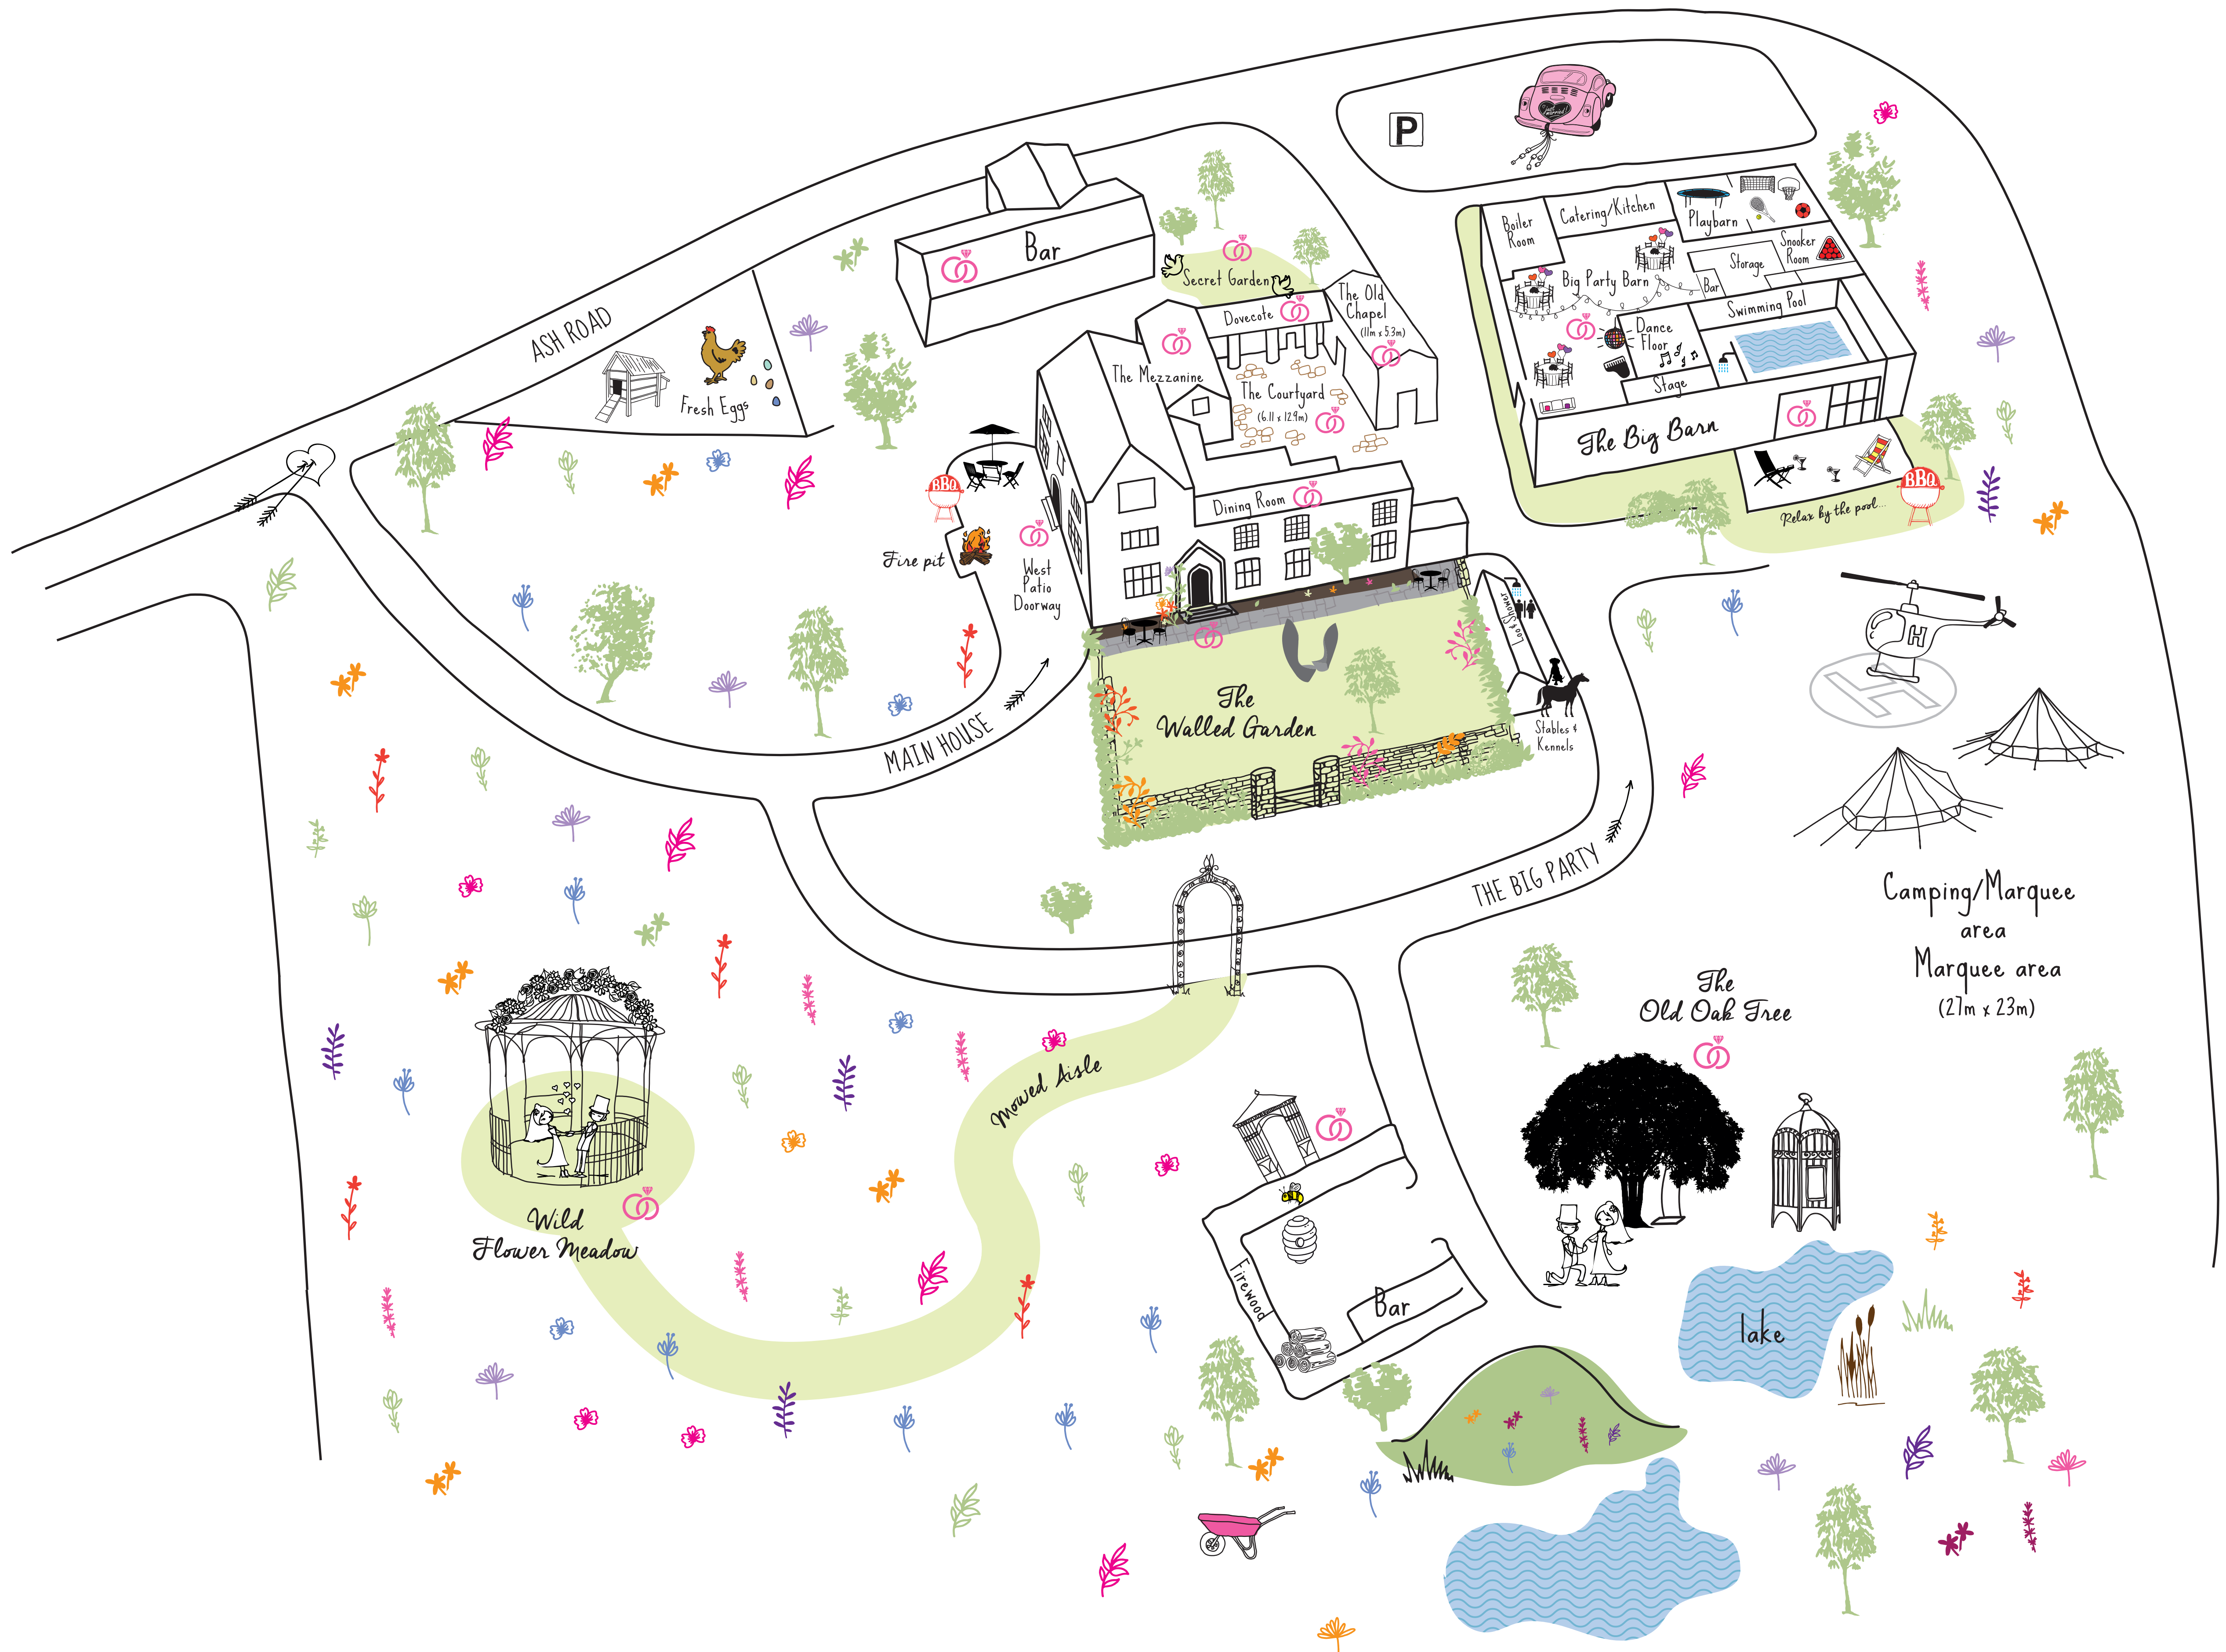 P
Just
Married!
Boiler
Room
Catering/Kitchen
Playbarn
Snooker
Room
Storage
Big Party Barn
Bar
Swimming Pool
Dance
Floor
Stage
The Big Barn
BBQ
Relax by the pool...
Bar
Secret Garden
The Old
Chapel
(11m x 5.3m)
Dovecote
The Mezzanine
The Courtyard
(6.11 x 12.9m)
ASH ROAD
Fresh Eggs
BBQ
Dining Room
Fire pit
West
Patio
Doorway
Loo & Shower
H
H
The
Walled Garden
Stables &
Kennels
MAIN HOUSE
THE BIG PARTY
Camping/Marquee
area
Marquee area
(27m x 23m)
The
Old Oak Tree
Mowed Aisle
Wild
Flower Meadow
Firewood
Bar
lake